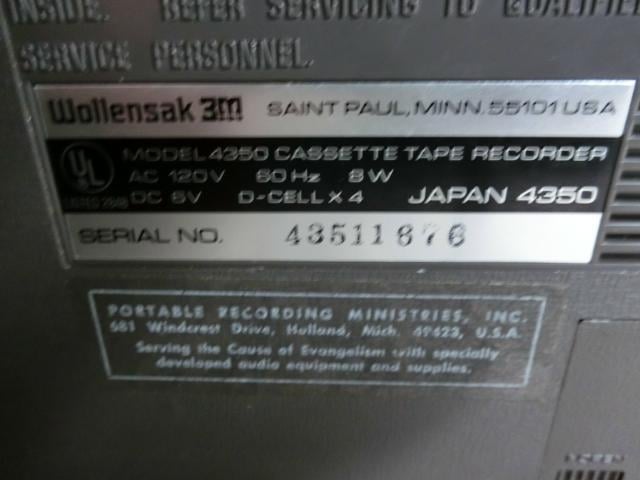 INSIDE. REFER SERVICING TO QUALIFIED
SERVICE PERSONNEL.
Wollensak 3M SAINT PAUL, MINN. 55101 USA
MODEL 4350 CASSETTE TAPE RECORDER
AC 120V 60Hz 8W
DC 6V D-CELL X 4 JAPAN 4350
UL
SERIAL NO. 43511676
PORTABLE RECORDING MINISTRIES, INC.
681 Windcrest Drive, Holland, Mich. 49423, U.S.A.
Serving the Cause of Evangelism with specially
developed audio equipment and supplies.